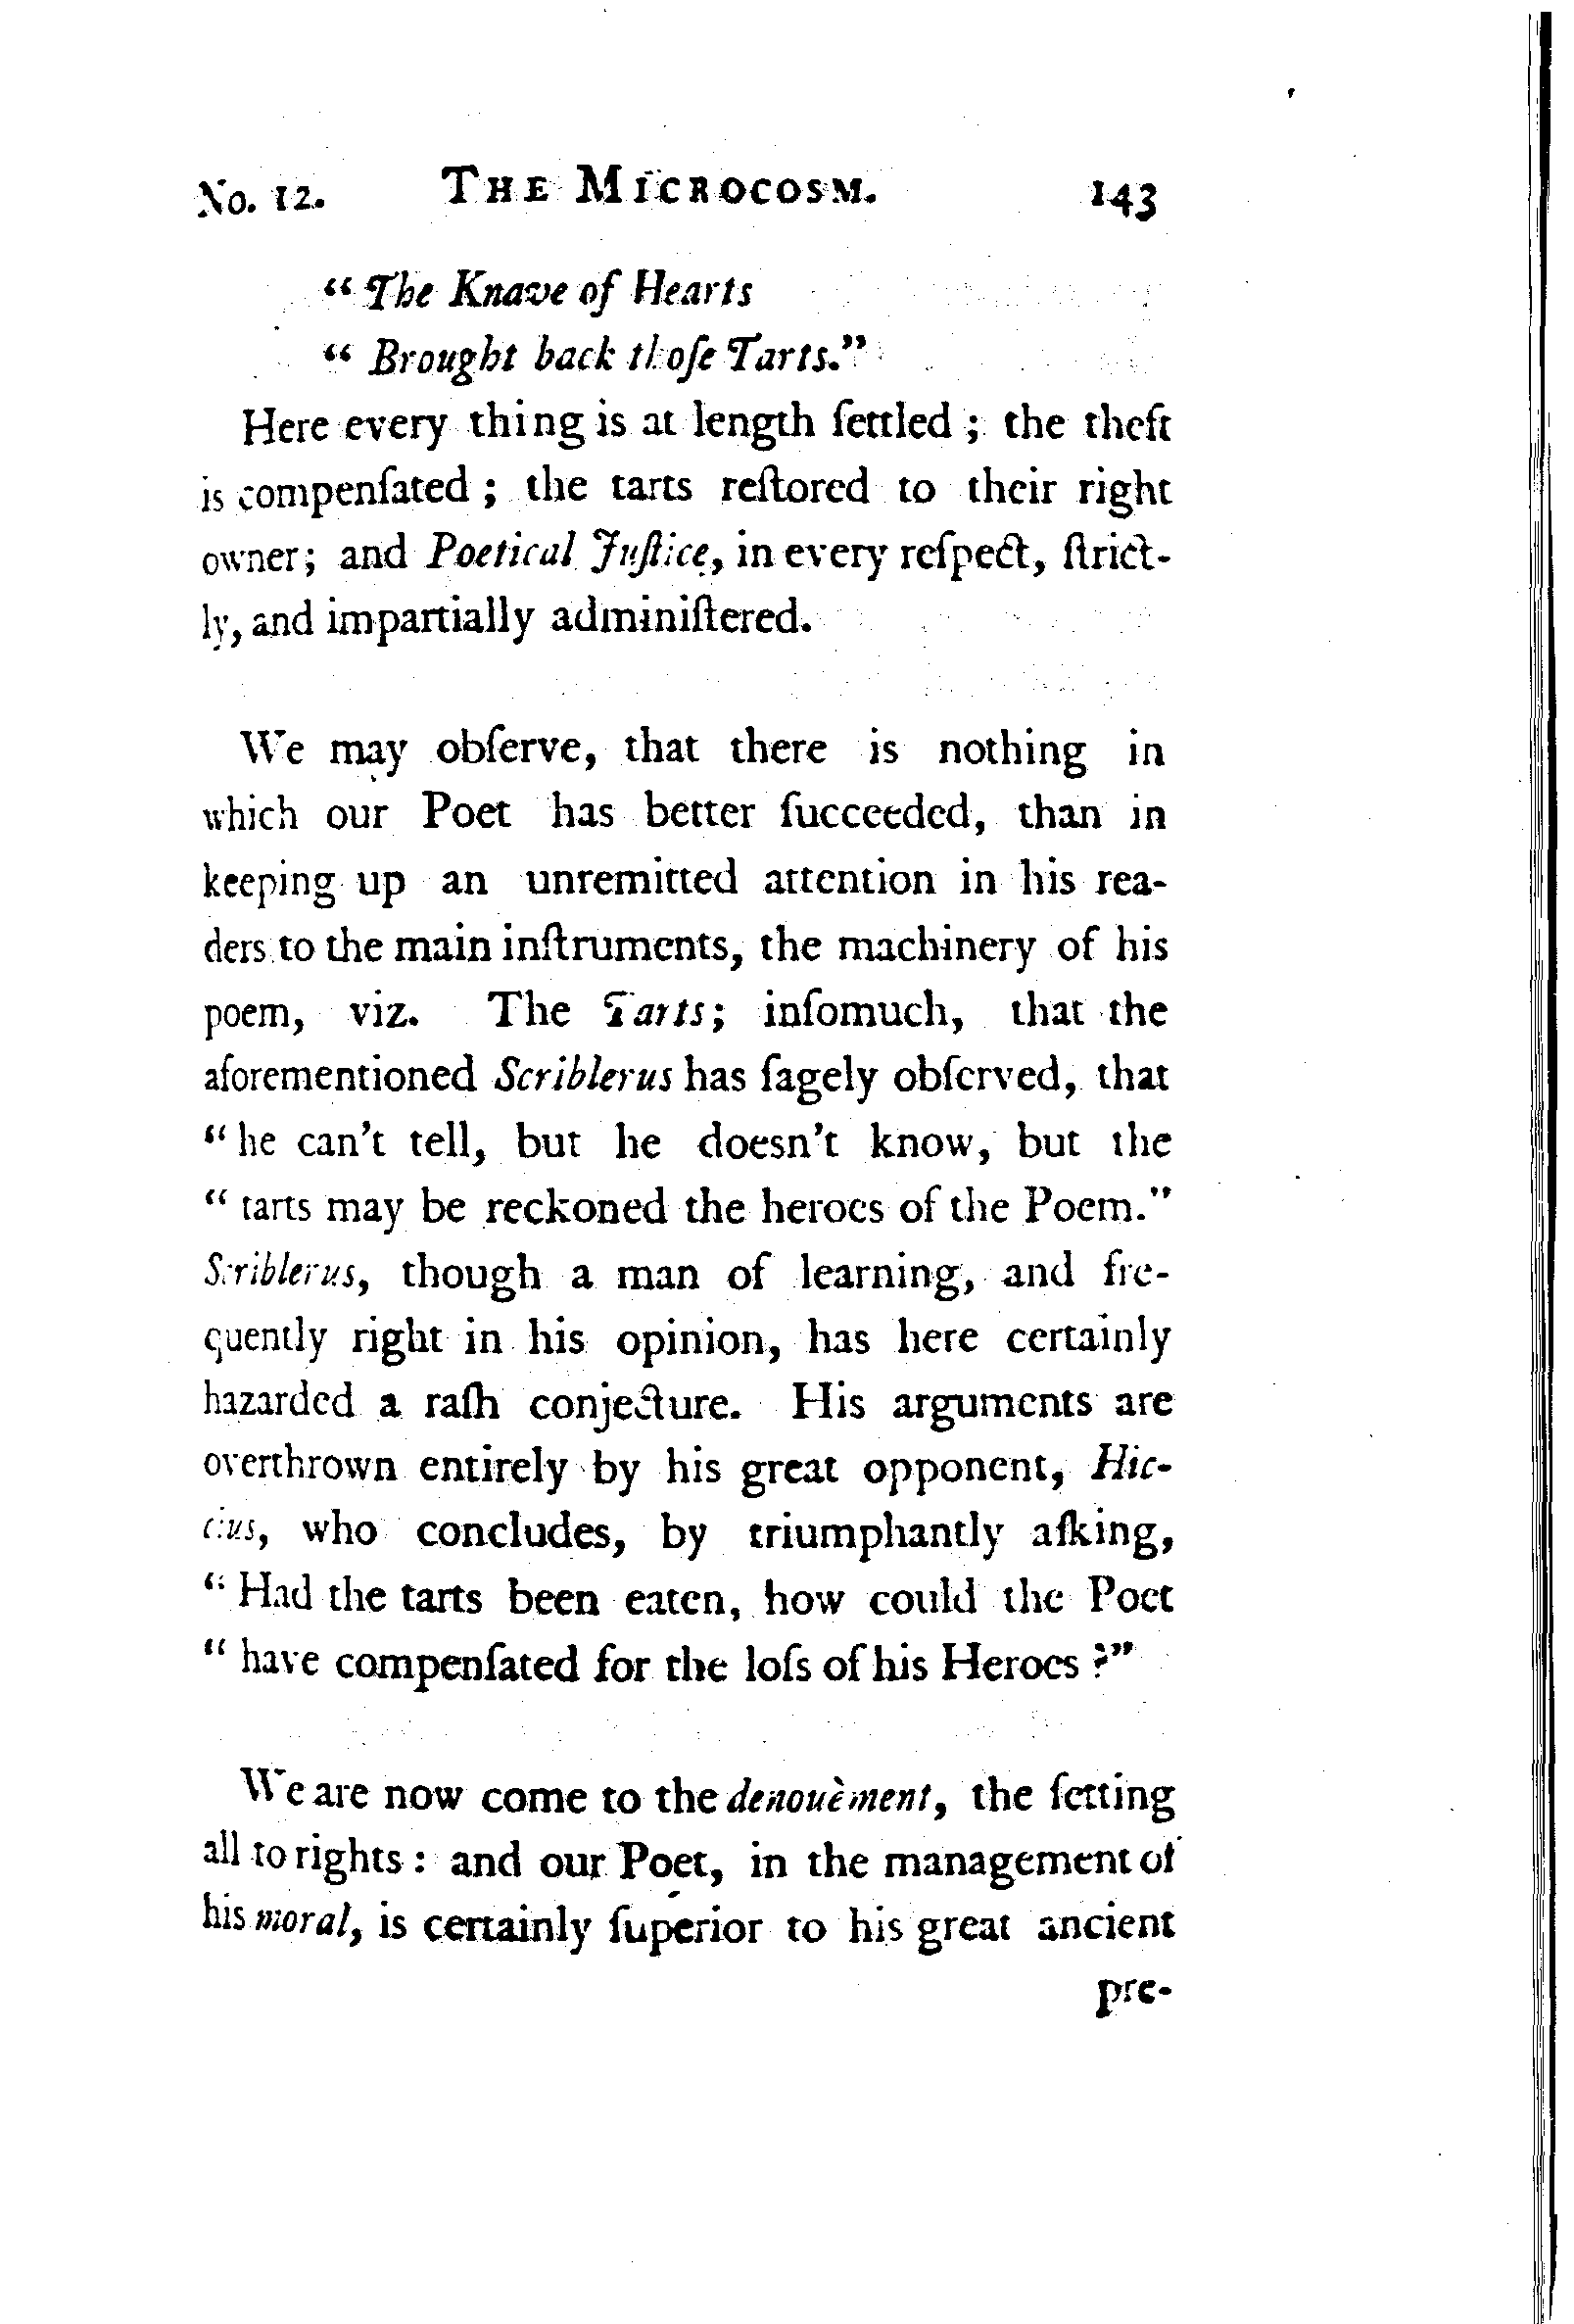 No. 12. THE MICROCOSM. 143
“ The Knave of Hearts
“ Brought back thoſe Tarts.”
Here every thing is at length ſettled ; the theft
is compenſated ; the tarts reſtored to their right
owner; and Poetical Juſtice, in every reſpect, ſtrict-
ly, and impartially adminiſtered.
We may obſerve, that there is nothing in
which our Poet has better ſucceeded, than in
keeping up an unremitted attention in his rea-
ders to the main inſtruments, the machinery of his
poem, viz. The Tarts; inſomuch, that the
aforementioned Scriblerus has ſagely obſerved, that
“ he can't tell, but he doesn't know, but the
“ tarts may be reckoned the heroes of the Poem.”
Scriblerus, though a man of learning, and fre-
quently right in his opinion, has here certainly
hazarded a raſh conjecture. His arguments are
overthrown entirely by his great opponent, Hic-
cius, who concludes, by triumphantly aſking,
“ Had the tarts been eaten, how could the Poet
“ have compenſated for the loſs of his Heroes ?”
We are now come to the denouèment, the ſetting
all to rights : and our Poet, in the management of
his moral, is certainly ſuperior to his great ancient
pre-